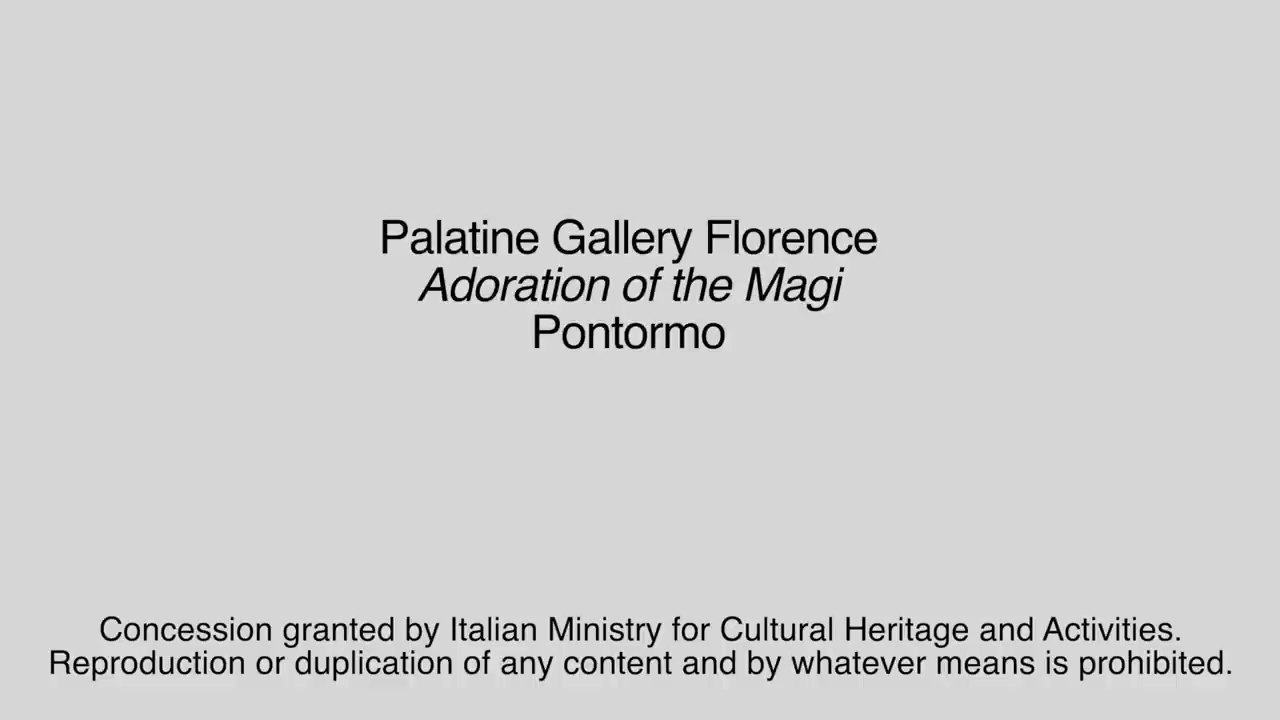 Palatine Gallery Florence
Adoration of the Magi
Pontormo
Concession granted by Italian Ministry for Cultural Heritage and Activities.
Reproduction or duplication of any content and by whatever means is prohibited.